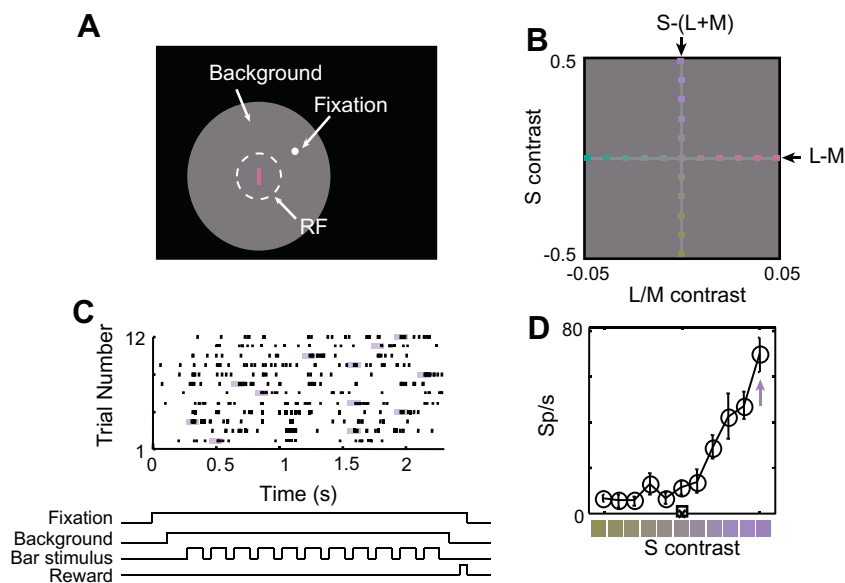 A
Background
Fixation
RF
B
S-(L+M)
0.5
S contrast
L-M
-0.5
-0.05
0.05
L/M contrast
C
12
Trial Number
1
0
0.5
1
1.5
2
Time (s)
Fixation
Background
Bar stimulus
Reward
D
80
Sp/s
0
S contrast